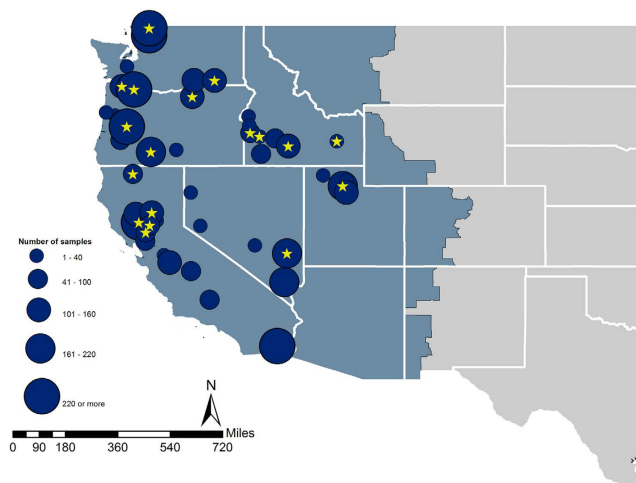 Number of samples
1 - 40
41 - 100
101 - 160
161 - 220
220 or more
N
Miles
0 90 180 360 540 720